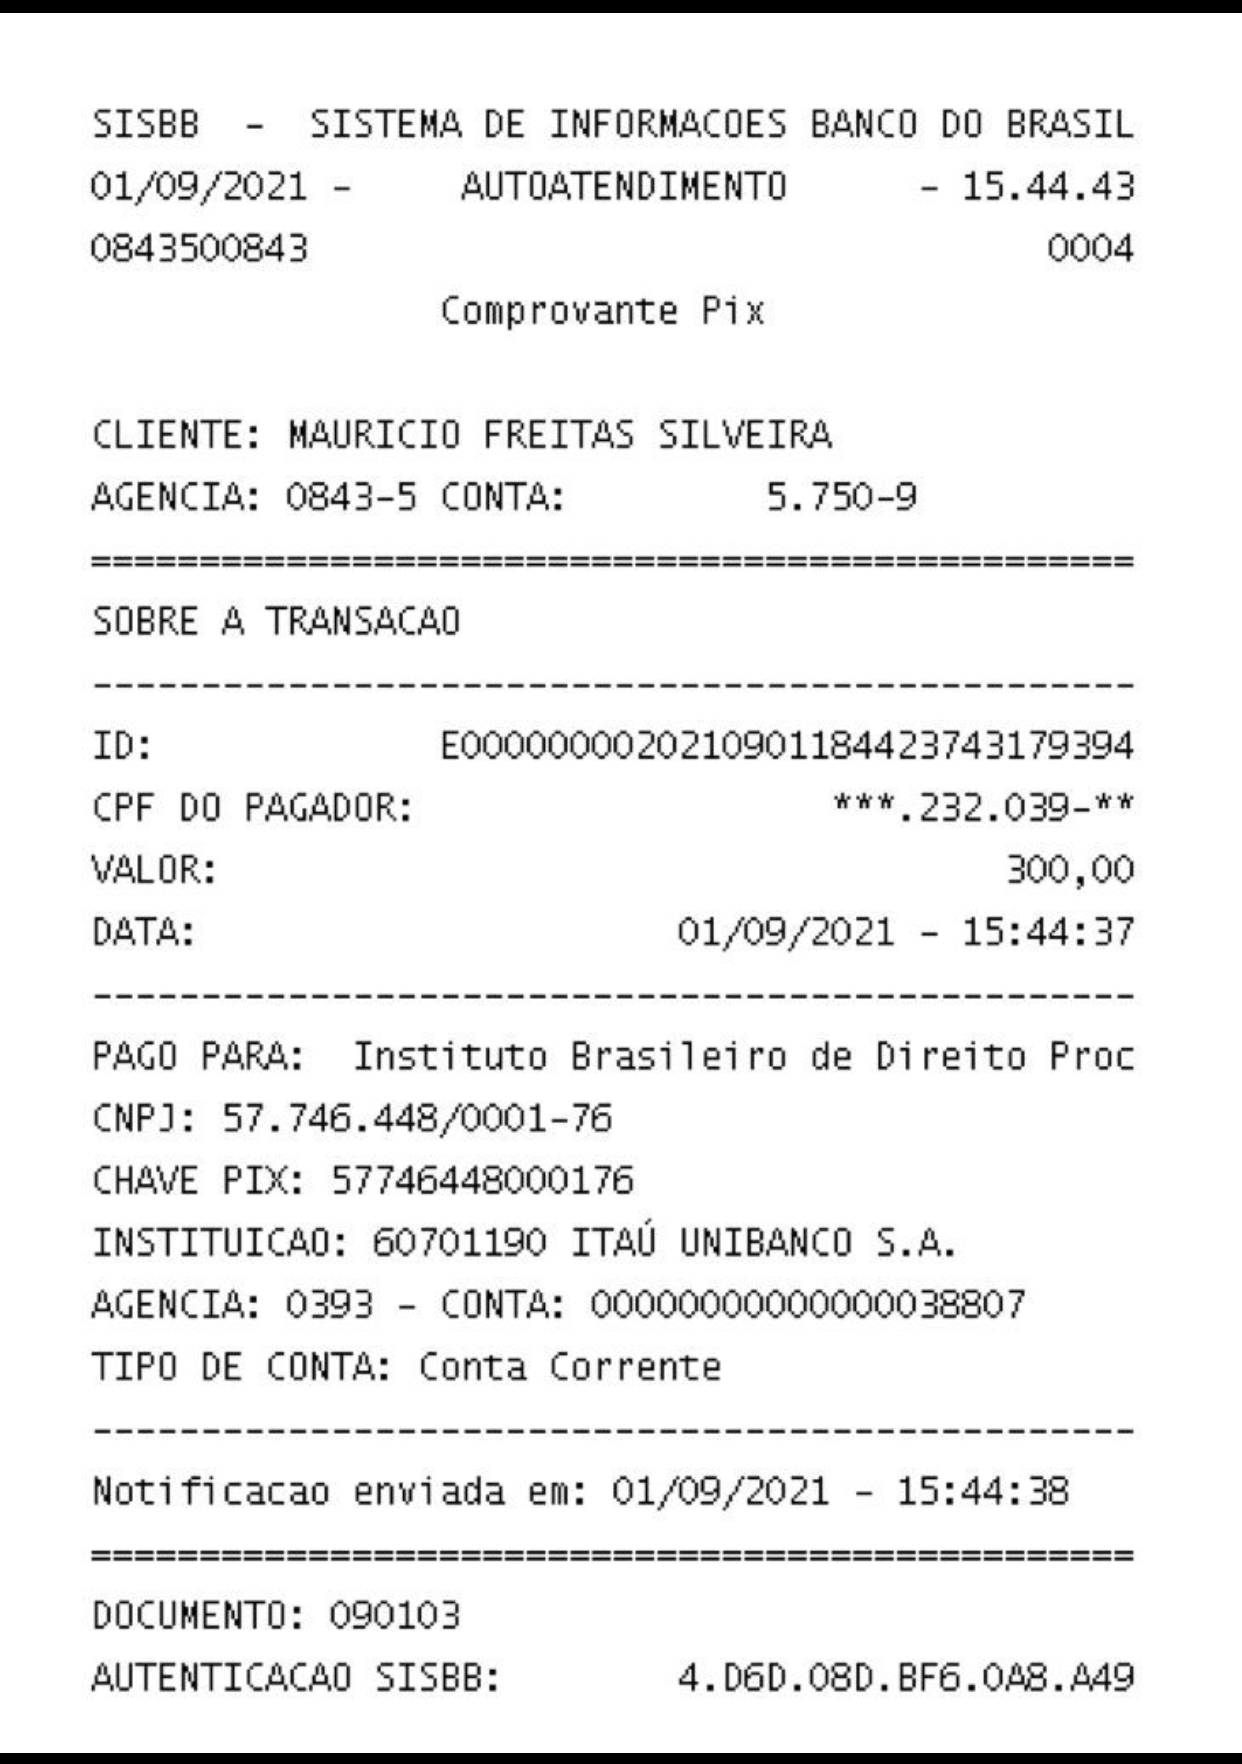 SISBB - SISTEMA DE INFORMACOES BANCO DO BRASIL
01/09/2021 - AUTOATENDIMENTO - 15.44.43
0843500843 0004
Comprovante Pix
CLIENTE: MAURICIO FREITAS SILVEIRA
AGENCIA: 0843-5 CONTA: 5.750-9
================================================
SOBRE A TRANSACAO
------------------------------------------------
ID: E0000000020210901184423743179394
CPF DO PAGADOR: ***.232.039-**
VALOR: 300,00
DATA: 01/09/2021 - 15:44:37
------------------------------------------------
PAGO PARA: Instituto Brasileiro de Direito Proc
CNPJ: 57.746.448/0001-76
CHAVE PIX: 57746448000176
INSTITUICAO: 60701190 ITAÚ UNIBANCO S.A.
AGENCIA: 0393 - CONTA: 00000000000000038807
TIPO DE CONTA: Conta Corrente
------------------------------------------------
Notificacao enviada em: 01/09/2021 - 15:44:38
================================================
DOCUMENTO: 090103
AUTENTICACAO SISBB: 4.D6D.08D.BF6.0A8.A49